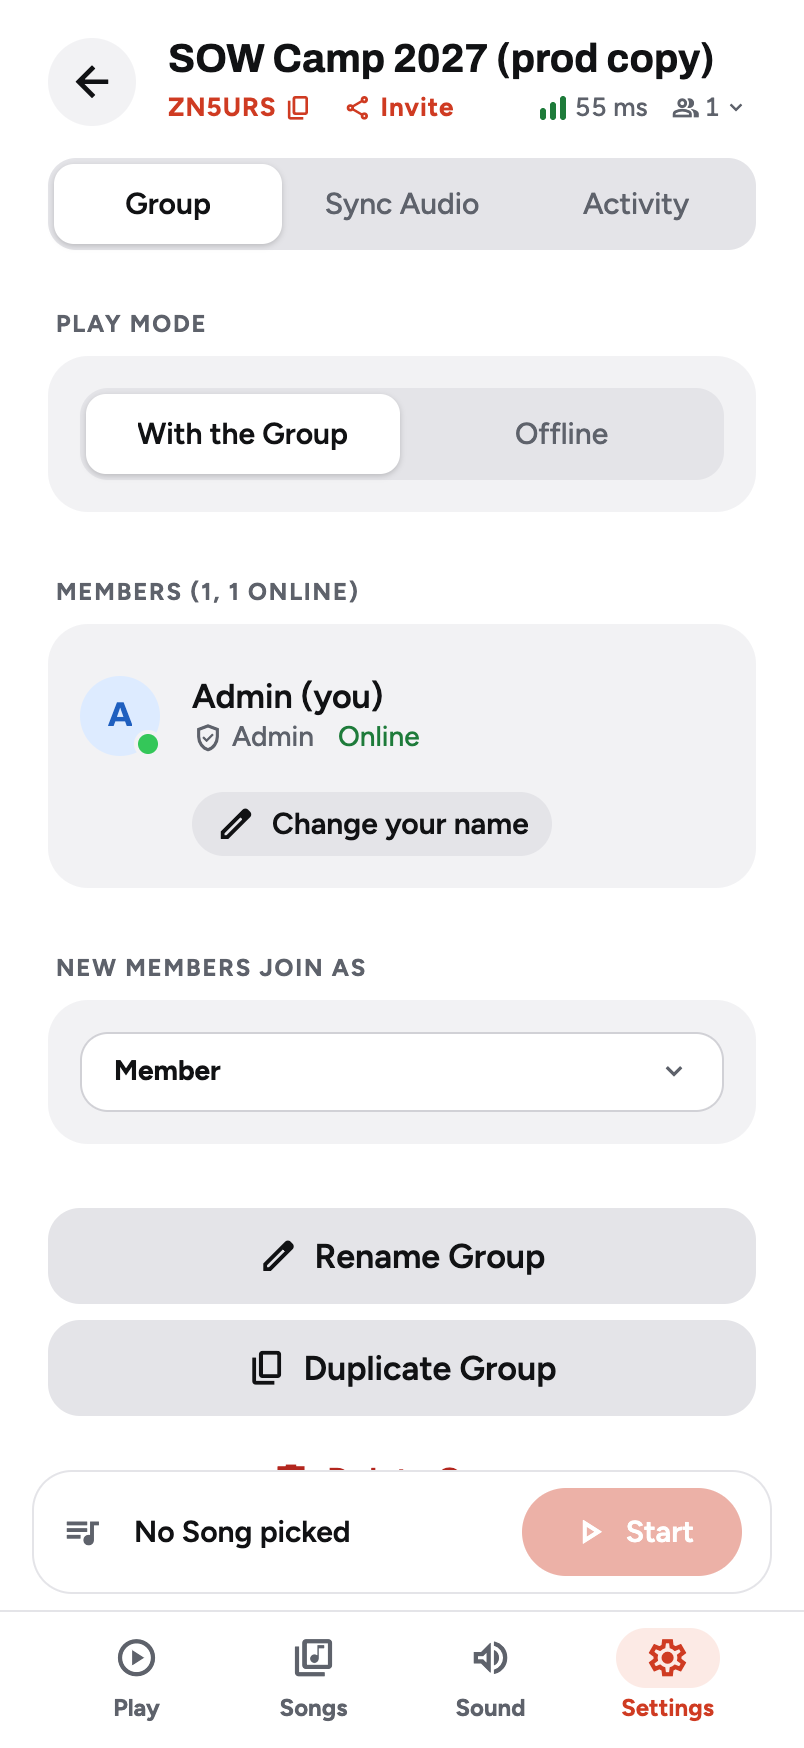 SOW Camp 2027 (prod copy)
ZN5URS Invite 55 ms 1
Group Sync Audio Activity
PLAY MODE
With the Group Offline
MEMBERS (1, 1 ONLINE)
A
Admin (you)
Admin Online
Change your name
NEW MEMBERS JOIN AS
Member
Rename Group
Duplicate Group
No Song picked Start
Play Songs Sound Settings